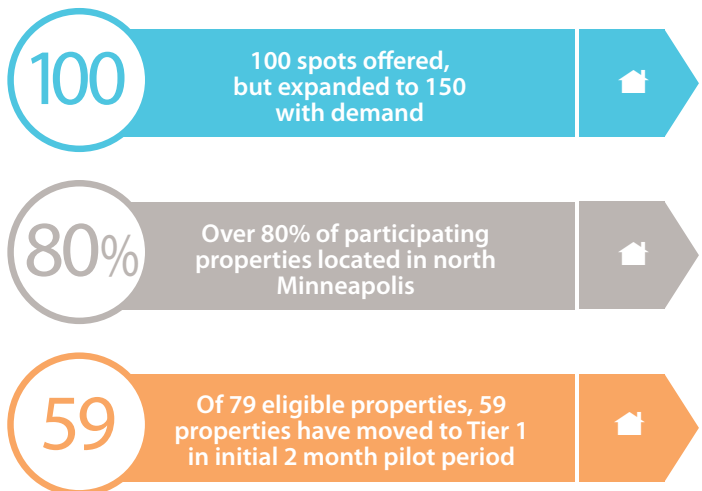 100
100 spots offered,
but expanded to 150
with demand
80%
Over 80% of participating
properties located in north
Minneapolis
59
Of 79 eligible properties, 59
properties have moved to Tier 1
in initial 2 month pilot period